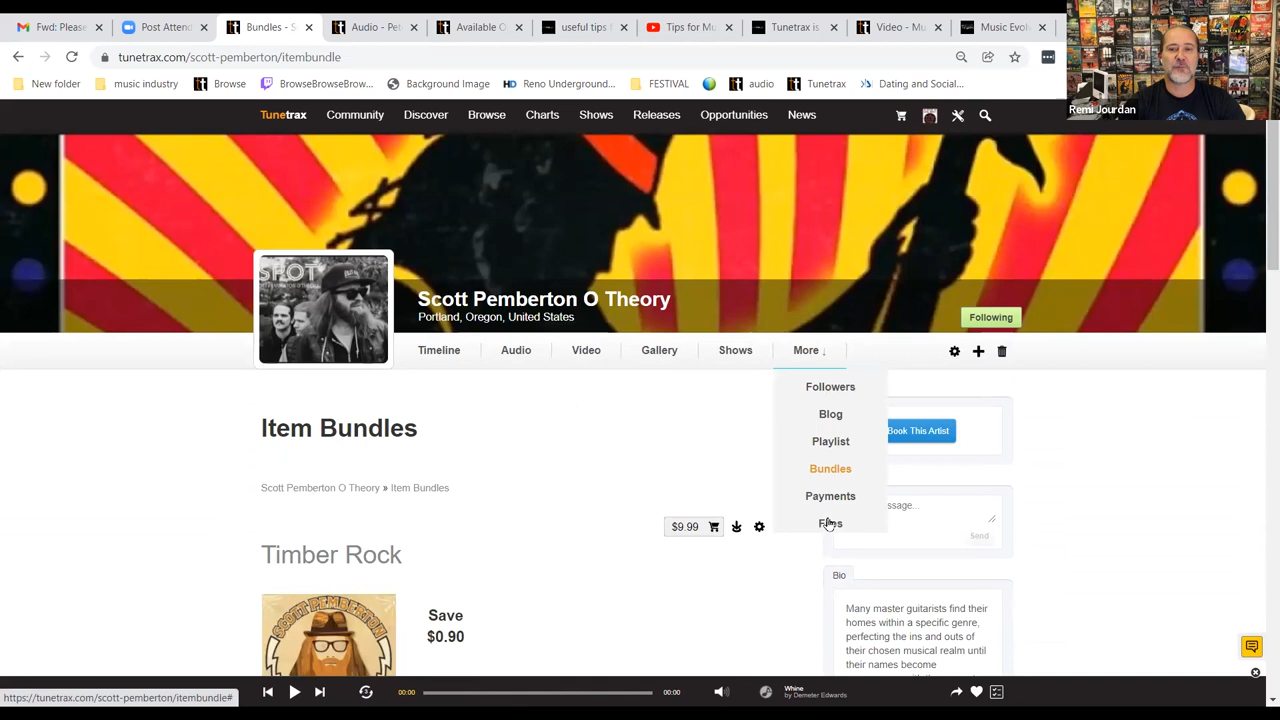 Fwd: Please
Post Attend
Bundles - S
Audio - Pet
useful tips f
Tips for Mu
Tunetrax is
Video - Mu
Music Evol
tunetrax.com/scott-pemberton/itembundle
New folder
music industry
Browse
BrowseBrowseBrow...
Background Image
Reno Underground...
FESTIVAL
audio
Tunetrax
Dating and Social...
Remi Jourdan
Tunetrax
Community
Discover
Browse
Charts
Shows
Releases
Opportunities
News
SPOT
Scott Pemberton O Theory
Portland, Oregon, United States
Following
Timeline
Audio
Video
Gallery
Shows
More ↓
Followers
Blog
Playlist
Bundles
Payments
Book This Artist
Item Bundles
Scott Pemberton O Theory » Item Bundles
ssage...
Send
$9.99
Timber Rock
SCOTT PEMBERTON
Save
$0.90
Bio
Many master guitarists find their
homes within a specific genre,
perfecting the ins and outs of
their chosen musical realm until
their names become
https://tunetrax.com/scott-pemberton/itembundle#
00:00
00:00
Whine
by Demeter Edwards